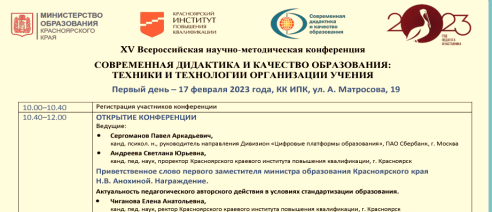 МИНИСТЕРСТВО
ОБРАЗОВАНИЯ
КРАСНОЯРСКОГО
КРАЯ
КРАСНОЯРСКИЙ
ИНСТИТУТ
ПОВЫШЕНИЯ
КВАЛИФИКАЦИИ
Современная
дидактика
и качество
образования
2023
XV Всероссийская научно-методическая конференция
СОВРЕМЕННАЯ ДИДАКТИКА И КАЧЕСТВО ОБРАЗОВАНИЯ:
ТЕХНИКИ И ТЕХНОЛОГИИ ОРГАНИЗАЦИИ УЧЕНИЯ
Первый день – 17 февраля 2023 года, КК ИПК, ул. А. Матросова, 19
10.00–10.40 Регистрация участников конференции
10.40–12.00 ОТКРЫТИЕ КОНФЕРЕНЦИИ
Ведущие:
• Сергоманов Павел Аркадьевич,
канд. психол. н., руководитель направления Дивизион «Цифровые платформы образования», ПАО Сбербанк, г. Москва
• Андреева Светлана Юрьевна,
канд. пед. наук, проректор Красноярского краевого института повышения квалификации, г. Красноярск
Приветственное слово первого заместителя министра образования Красноярского края
Н.В. Анохиной. Награждение.
Актуальность педагогического авторского действия в условиях стандартизации образования.
• Чиганова Елена Анатольевна,
канд. пед. наук, ректор Красноярского краевого института повышения квалификации, г. Красноярск